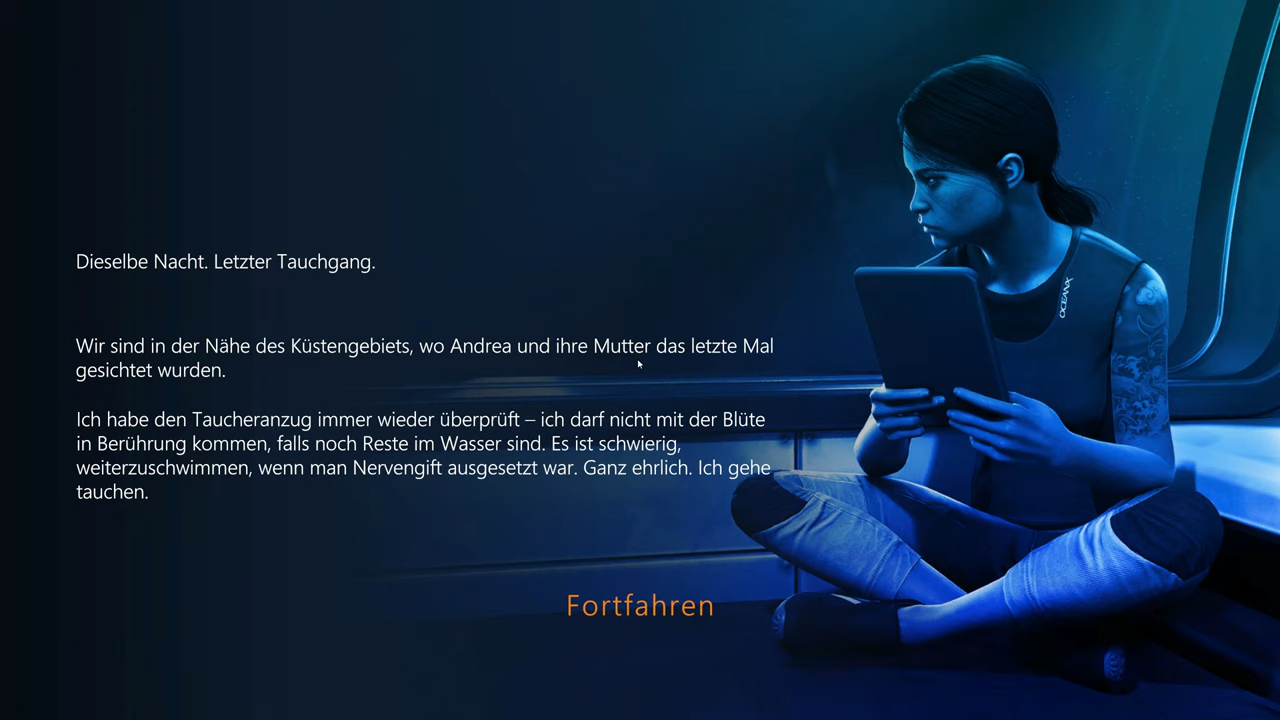 Dieselbe Nacht. Letzter Tauchgang.
Wir sind in der Nähe des Küstengebiets, wo Andrea und ihre Mutter das letzte Mal
gesichtet wurden.
Ich habe den Taucheranzug immer wieder überprüft – ich darf nicht mit der Blüte
in Berührung kommen, falls noch Reste im Wasser sind. Es ist schwierig,
weiterzuschwimmen, wenn man Nervengift ausgesetzt war. Ganz ehrlich. Ich gehe
tauchen.
OCEANX
Fortfahren